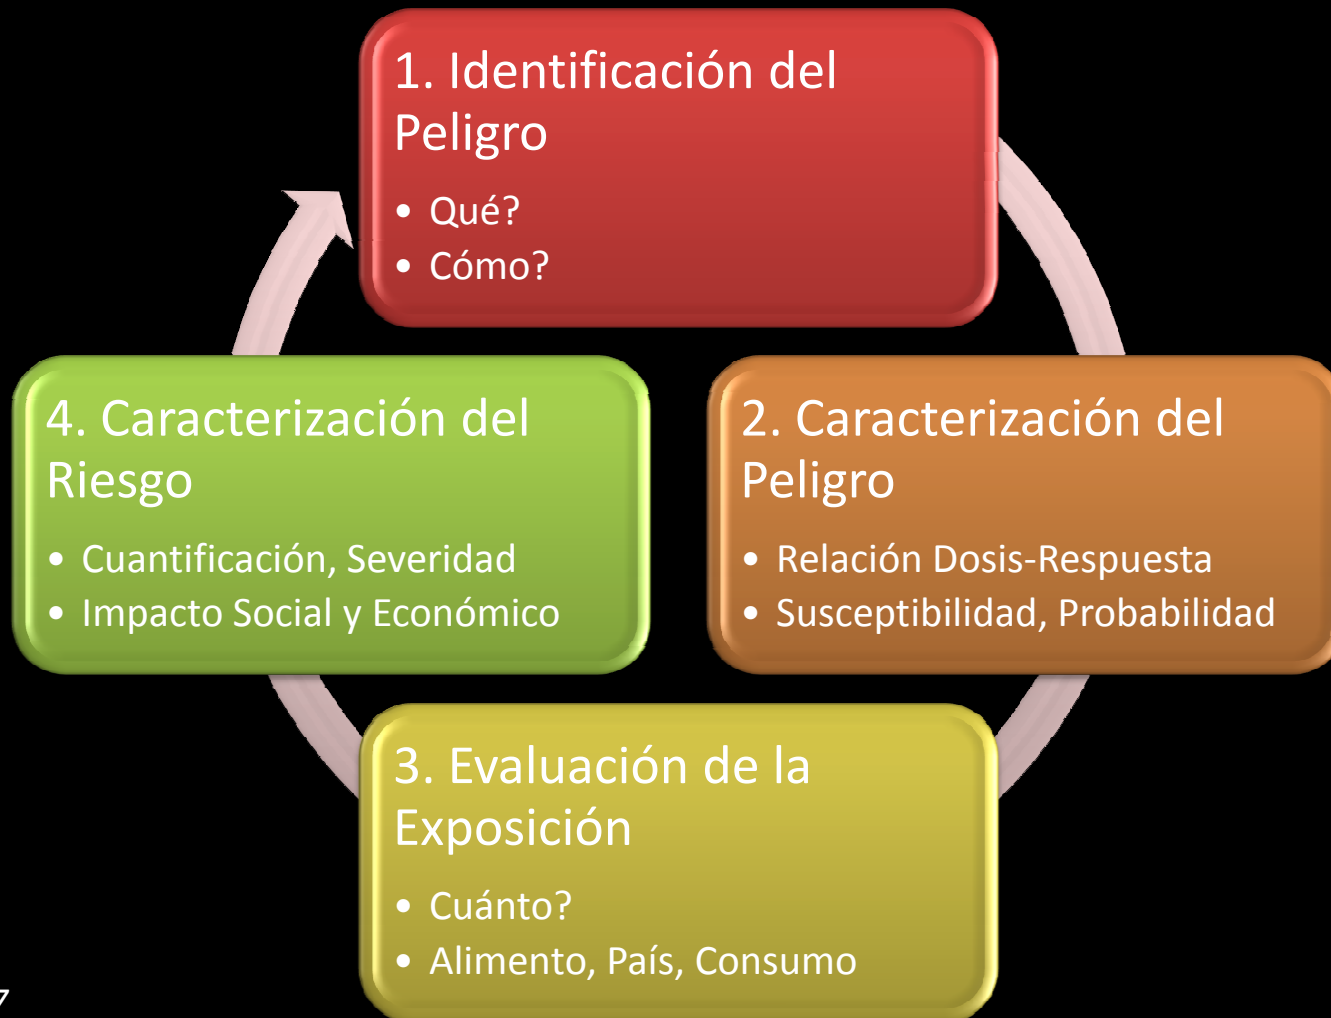 1. Identificación del
Peligro
• Qué?
• Cómo?
2. Caracterización del
Peligro
• Relación Dosis-Respuesta
• Susceptibilidad, Probabilidad
3. Evaluación de la
Exposición
• Cuánto?
• Alimento, País, Consumo
4. Caracterización del
Riesgo
• Cuantificación, Severidad
• Impacto Social y Económico